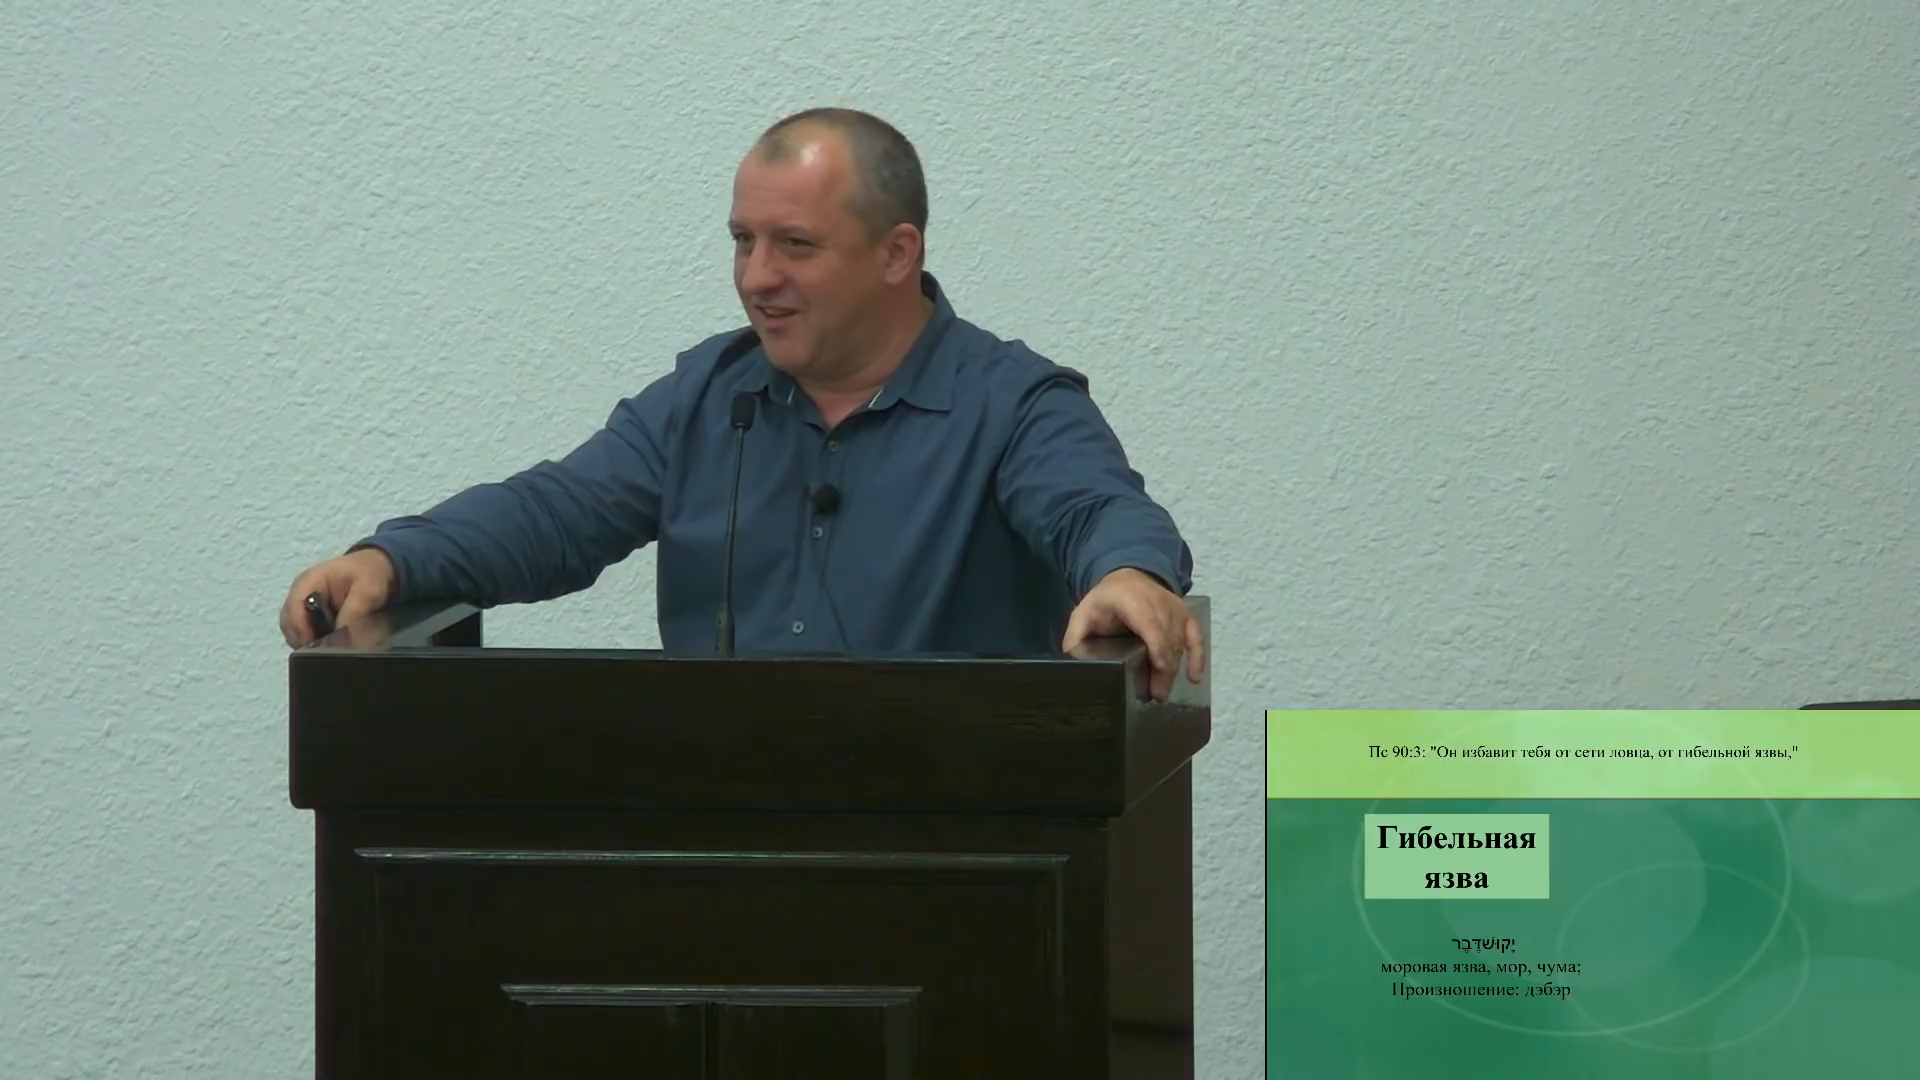 Пс 90:3: "Он избавит тебя от сети ловца, от гибельной язвы,"
Гибельная
язва
יָקוּשׁדֶּבֶר
моровая язва, мор, чума;
Произношение: дэбэр